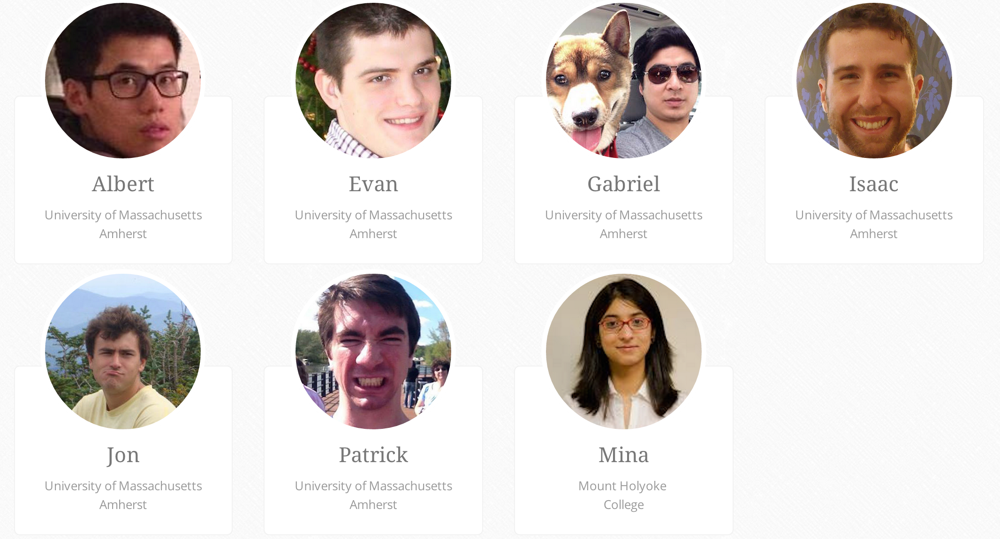 Albert
University of Massachusetts
Amherst
Evan
University of Massachusetts
Amherst
Gabriel
University of Massachusetts
Amherst
Isaac
University of Massachusetts
Amherst
Jon
University of Massachusetts
Amherst
Patrick
University of Massachusetts
Amherst
Mina
Mount Holyoke
College